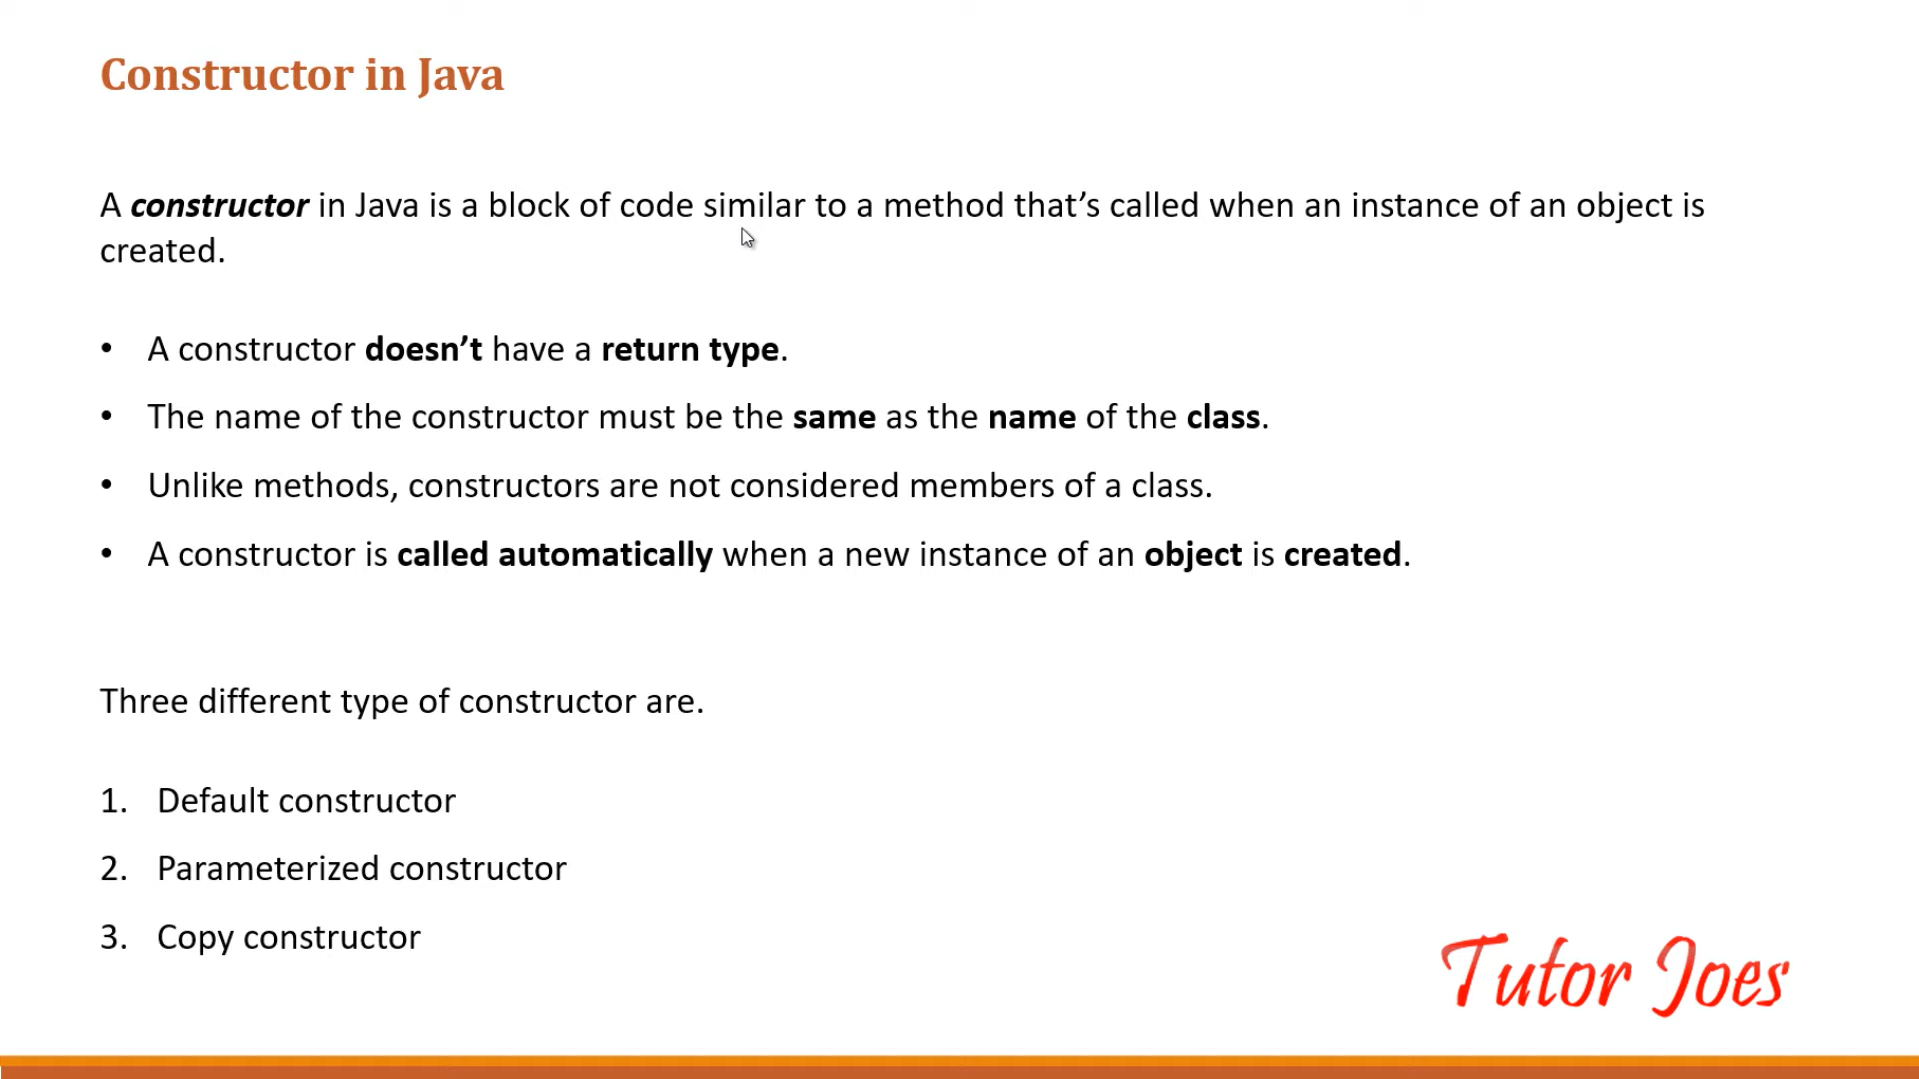 Constructor in Java
A constructor in Java is a block of code similar to a method that’s called when an instance of an object is
created.
• A constructor doesn’t have a return type.
• The name of the constructor must be the same as the name of the class.
• Unlike methods, constructors are not considered members of a class.
• A constructor is called automatically when a new instance of an object is created.
Three different type of constructor are.
1. Default constructor
2. Parameterized constructor
3. Copy constructor
Tutor Joes